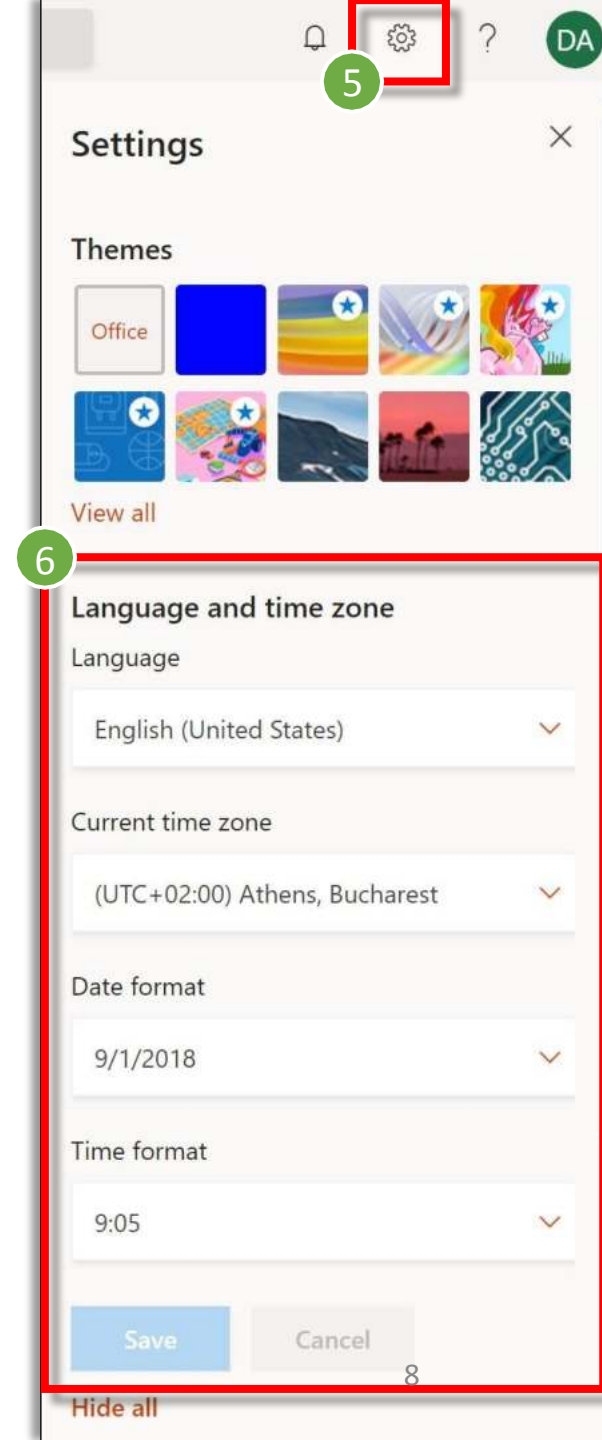 DA
5
Settings
Themes
Office
View all
6
Language and time zone
Language
English (United States)
Current time zone
(UTC+02:00) Athens, Bucharest
Date format
9/1/2018
Time format
9:05
Save Cancel
8
Hide all